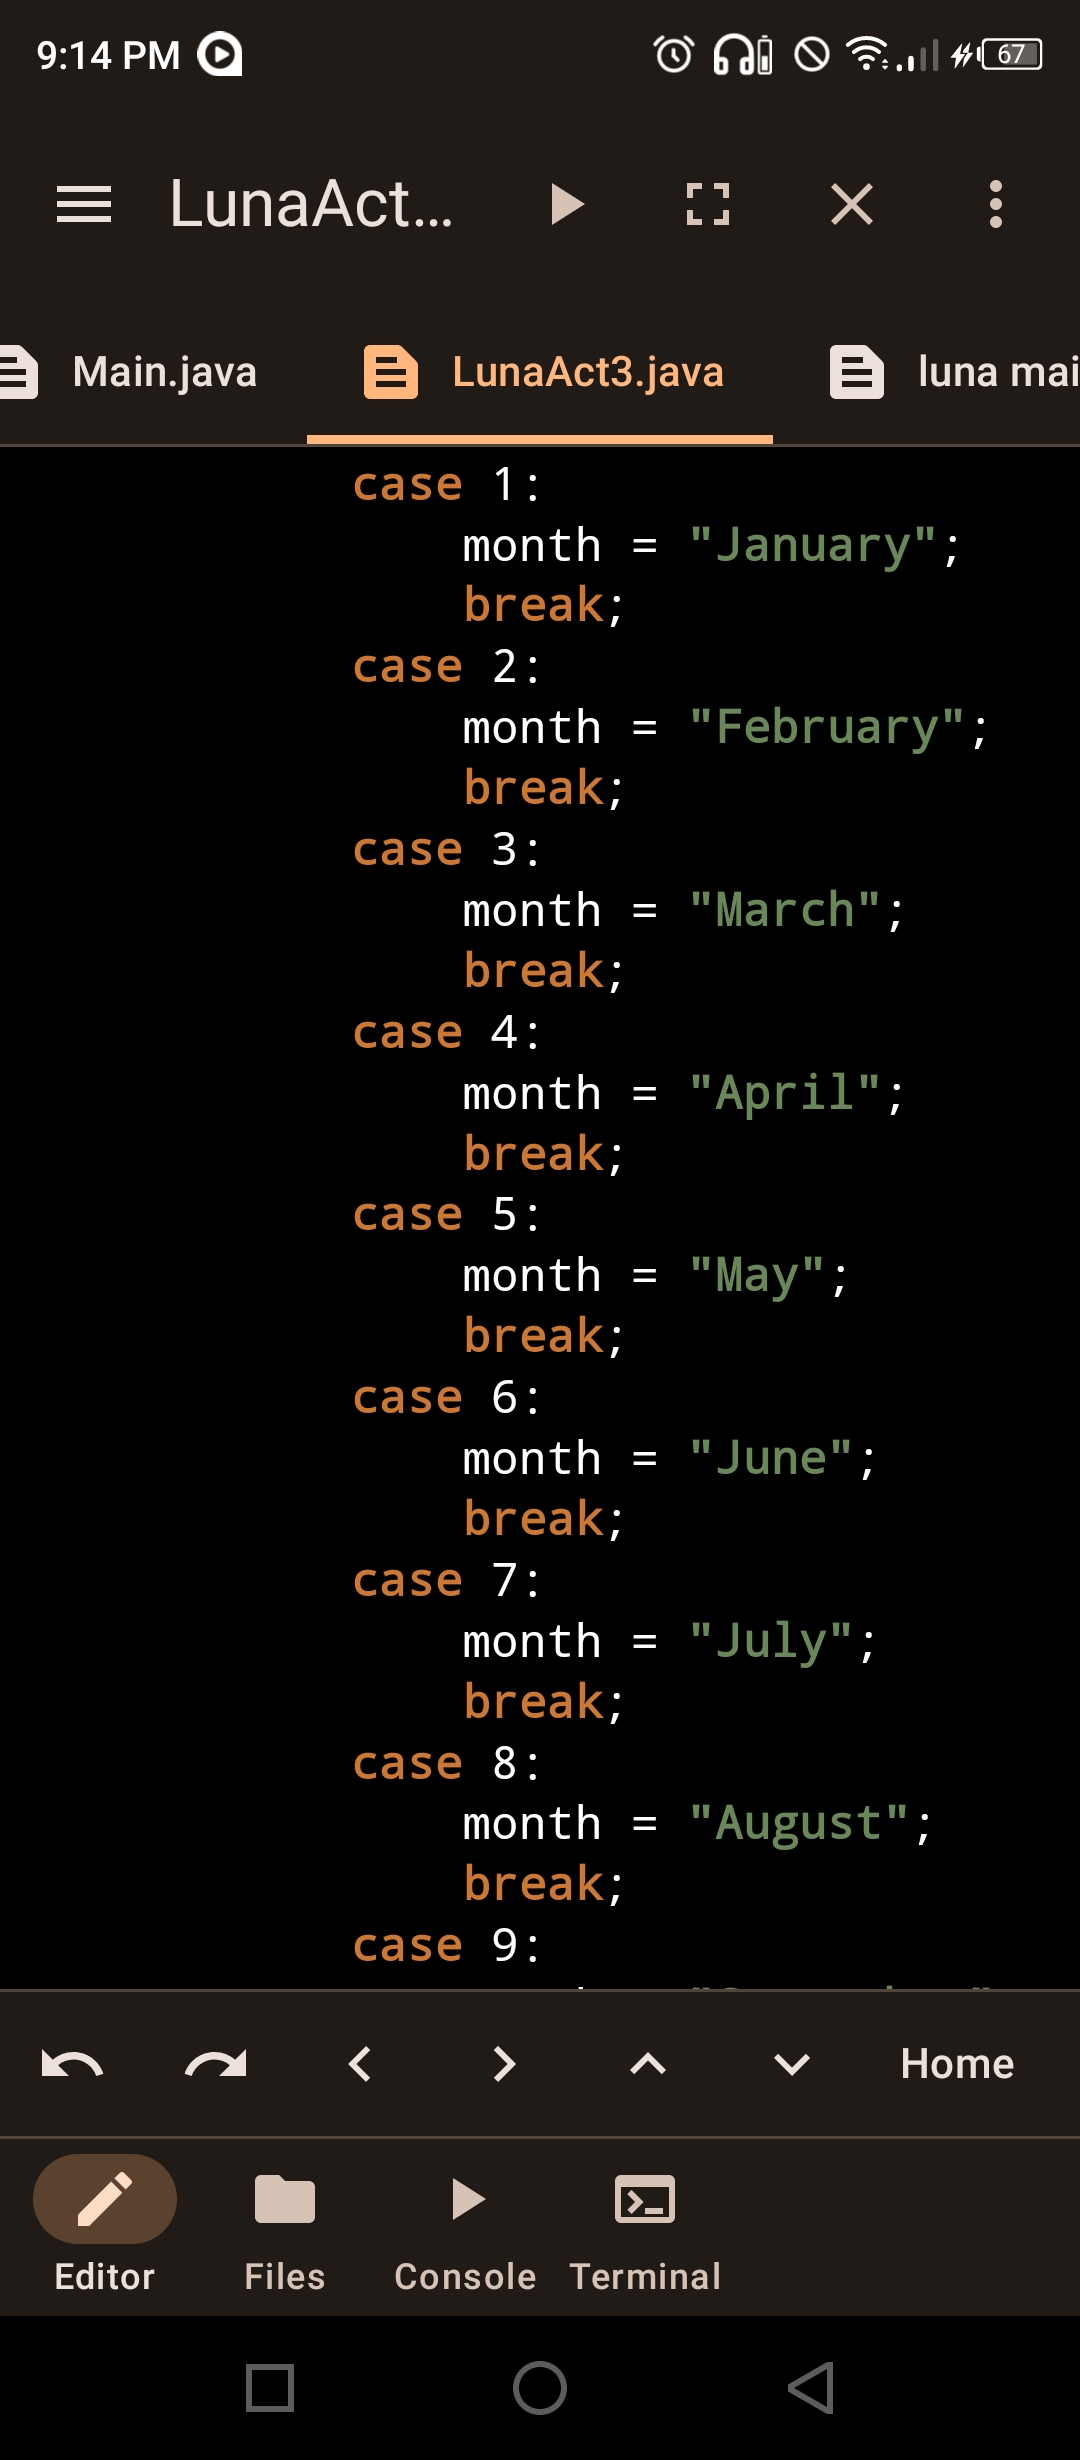 9:14 PM 67
LunaAct...
Main.java LunaAct3.java luna mai
case 1:
month = "January";
break;
case 2:
month = "February";
break;
case 3:
month = "March";
break;
case 4:
month = "April";
break;
case 5:
month = "May";
break;
case 6:
month = "June";
break;
case 7:
month = "July";
break;
case 8:
month = "August";
break;
case 9:
Home
Editor Files Console Terminal